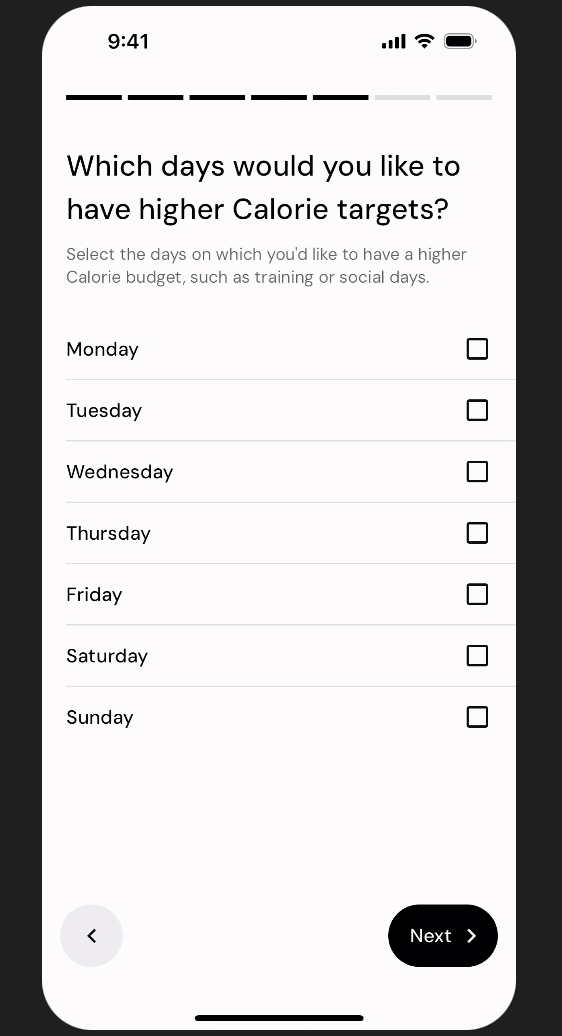 9:41
Which days would you like to
have higher Calorie targets?
Select the days on which you'd like to have a higher
Calorie budget, such as training or social days.
Monday
Tuesday
Wednesday
Thursday
Friday
Saturday
Sunday
Next